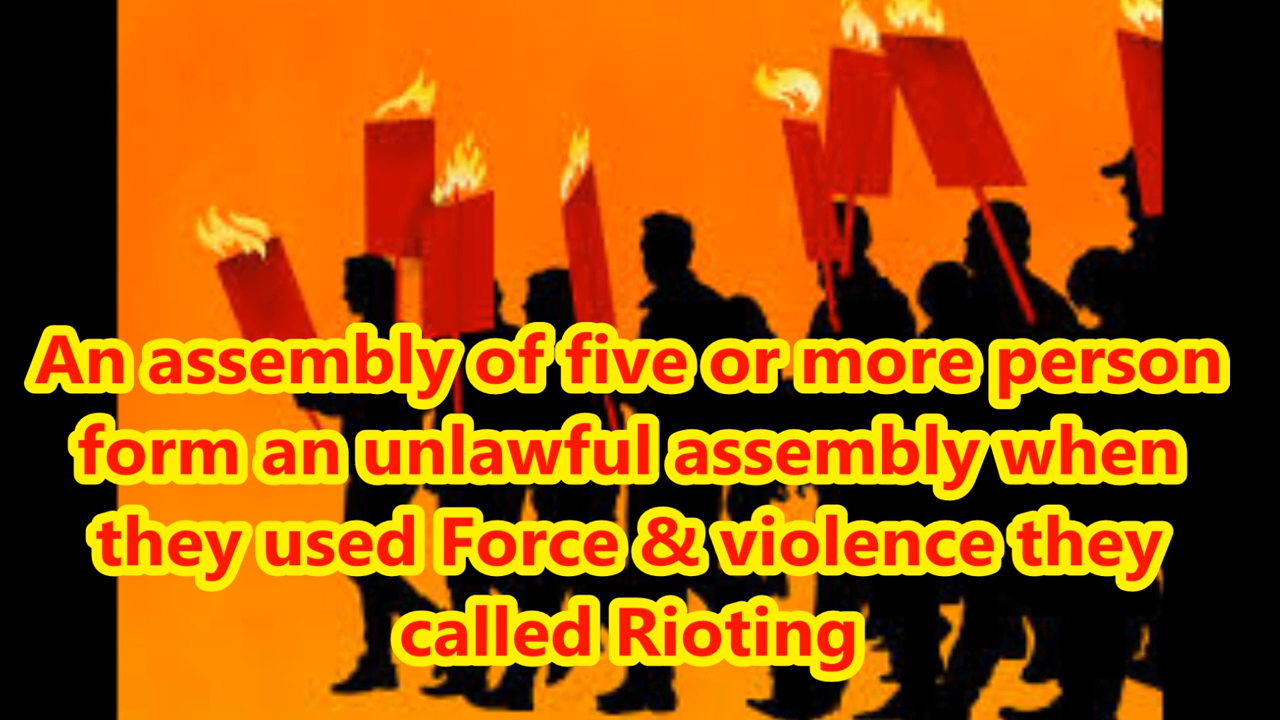 An assembly of five or more person
form an unlawful assembly when
they used Force & violence they
called Rioting